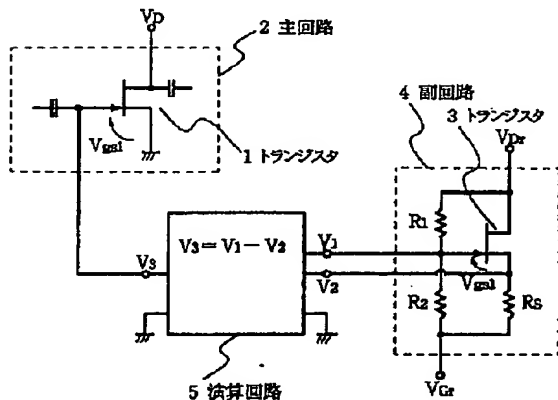 VD
2 主回路
Vgs1
1 トランジスタ
4 副回路
3 トランジスタ
VDr
R1
V3
V3＝V1－V2
V1
V2
Vgs1
R2
RS
VGr
5 演算回路